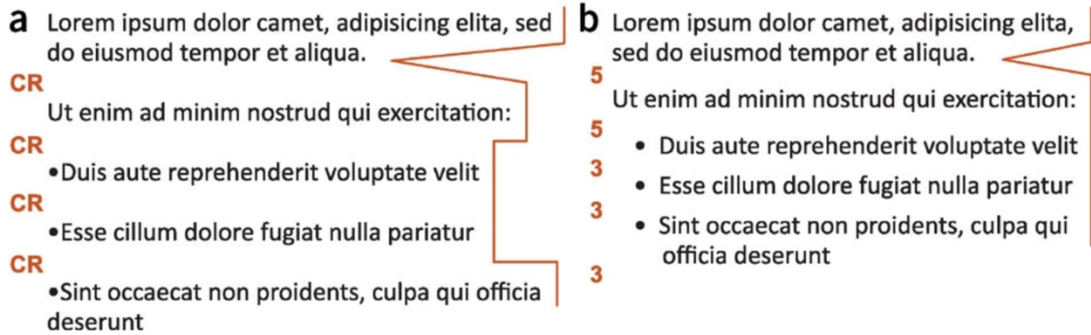 a
Lorem ipsum dolor camet, adipisicing elita, sed
do eiusmod tempor et aliqua.
CR
Ut enim ad minim nostrud qui exercitation:
CR
•Duis aute reprehenderit voluptate velit
CR
•Esse cillum dolore fugiat nulla pariatur
CR
•Sint occaecat non proidents, culpa qui officia
deserunt
b
Lorem ipsum dolor camet, adipisicing elita,
sed do eiusmod tempor et aliqua.
5
Ut enim ad minim nostrud qui exercitation:
5
• Duis aute reprehenderit voluptate velit
3
• Esse cillum dolore fugiat nulla pariatur
3
• Sint occaecat non proidents, culpa qui
officia deserunt
3